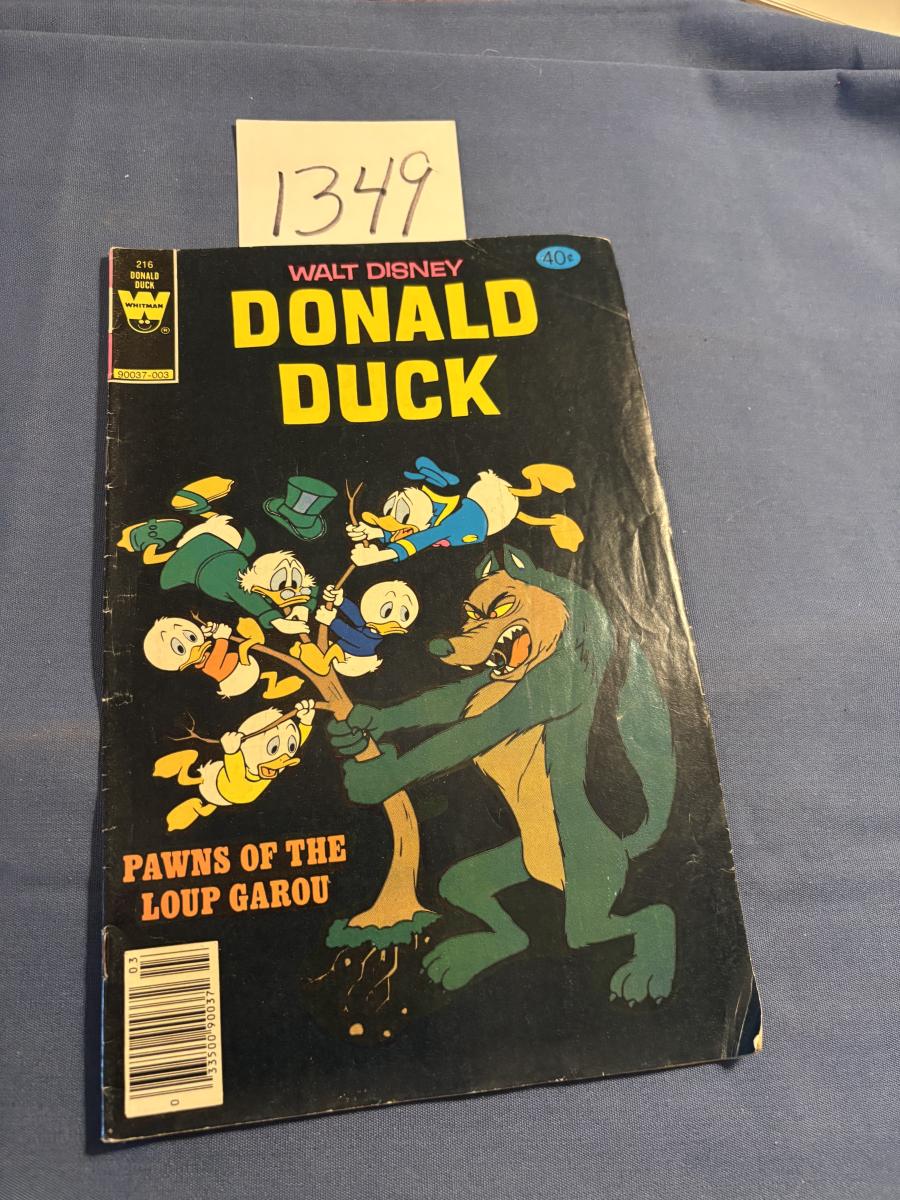 1349
216
DONALD
DUCK
WHITMAN
®
90037-003
40¢
WALT DISNEY
DONALD
DUCK
PAWNS OF THE
LOUP GAROU
03
33500 90037
0